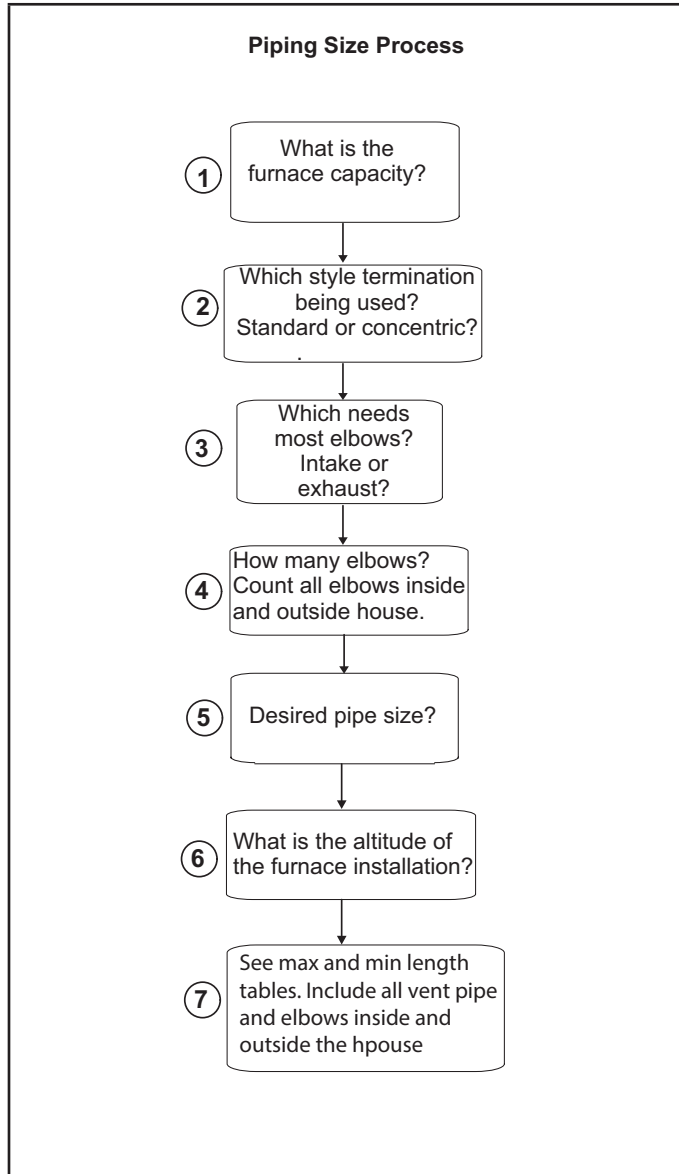 Piping Size Process
1
What is the
furnace capacity?
2
Which style termination
being used?
Standard or concentric?
.
3
Which needs
most elbows?
Intake or
exhaust?
4
How many elbows?
Count all elbows inside
and outside house.
5
Desired pipe size?
6
What is the altitude of
the furnace installation?
7
See max and min length
tables. Include all vent pipe
and elbows inside and
outside the hpouse